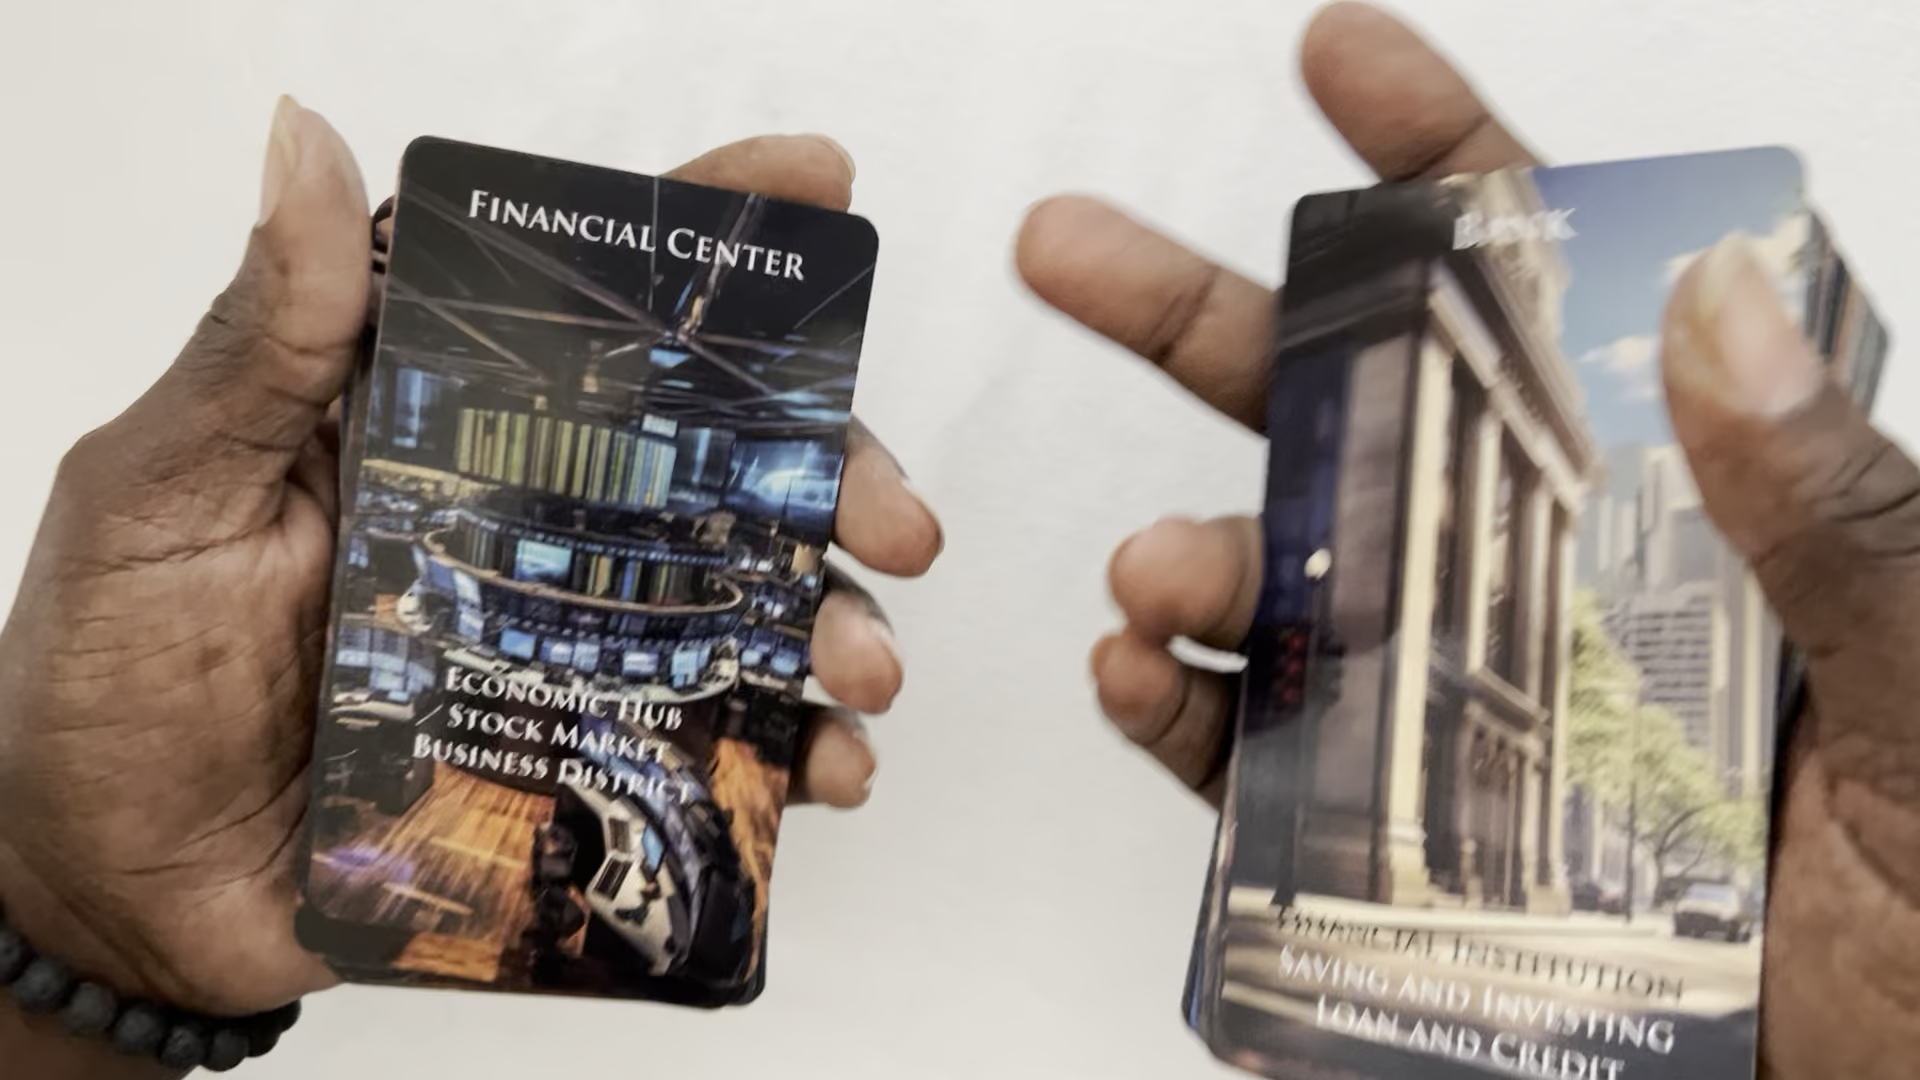 FINANCIAL CENTER
ECONOMIC HUB
STOCK MARKET
BUSINESS DISTRICT
BANK
FINANCIAL INSTITUTION
SAVING AND INVESTING
LOAN AND CREDIT